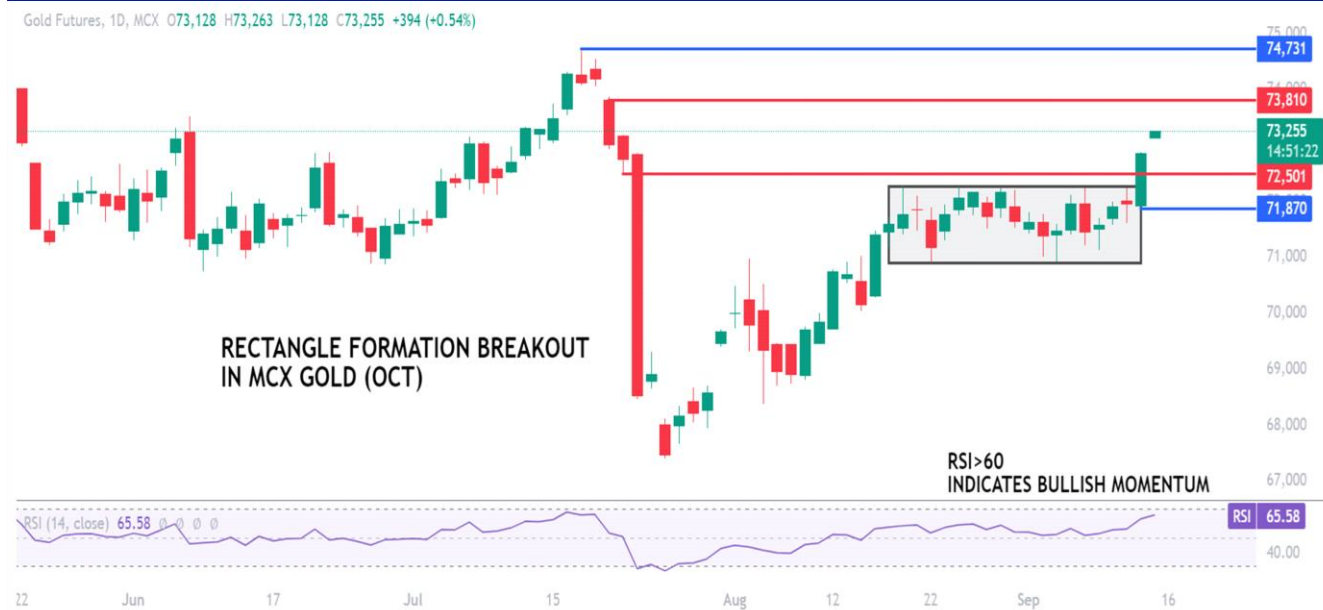 Gold Futures, 1D, MCX O73,128 H73,263 L73,128 C73,255 +394 (+0.54%)
75,000
74,731
73,810
73,255
14:51:22
72,501
71,870
71,000
70,000
69,000
68,000
67,000
RECTANGLE FORMATION BREAKOUT
IN MCX GOLD (OCT)
RSI>60
INDICATES BULLISH MOMENTUM
RSI (14, close) 65.58 Ø Ø Ø Ø
RSI 65.58
40.00
22 Jun 17 Jul 15 Aug 12 22 Sep 16